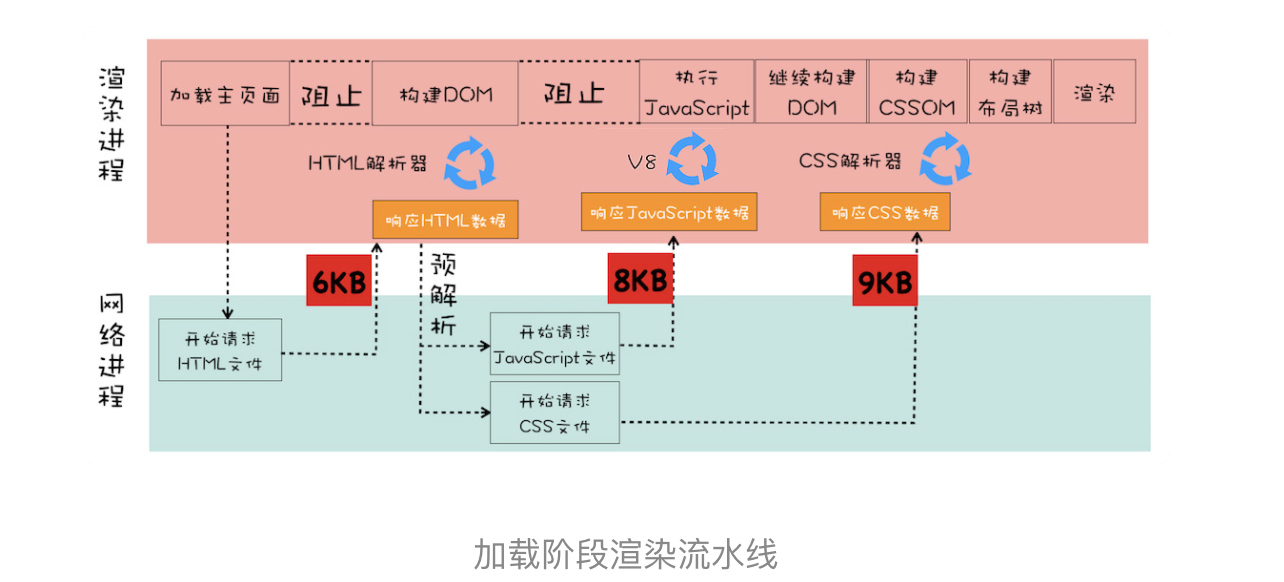 渲染进程
加载主页面
阻止
构建DOM
阻止
执行
JavaScript
继续构建
DOM
构建
CSSOM
构建
布局树
渲染
HTML解析器
V8
CSS解析器
响应HTML数据
响应JavaScript数据
响应CSS数据
6KB
预解析
8KB
9KB
网络进程
开始请求
HTML文件
开始请求
JavaScript文件
开始请求
CSS文件
加载阶段渲染流水线